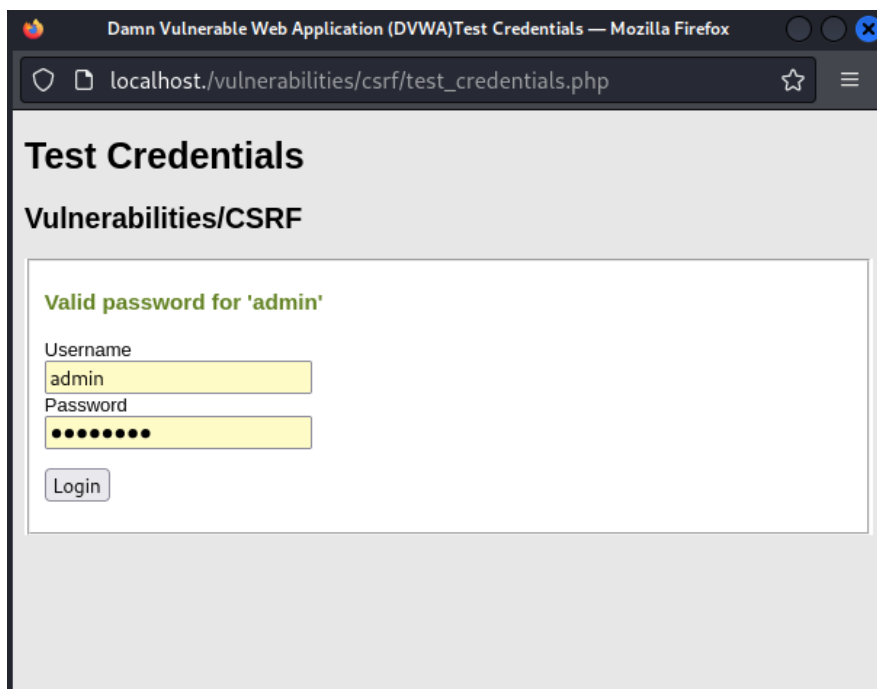 Damn Vulnerable Web Application (DVWA)Test Credentials — Mozilla Firefox
localhost./vulnerabilities/csrf/test_credentials.php
Test Credentials
Vulnerabilities/CSRF
Valid password for 'admin'
Username
admin
Password
••••••••
Login